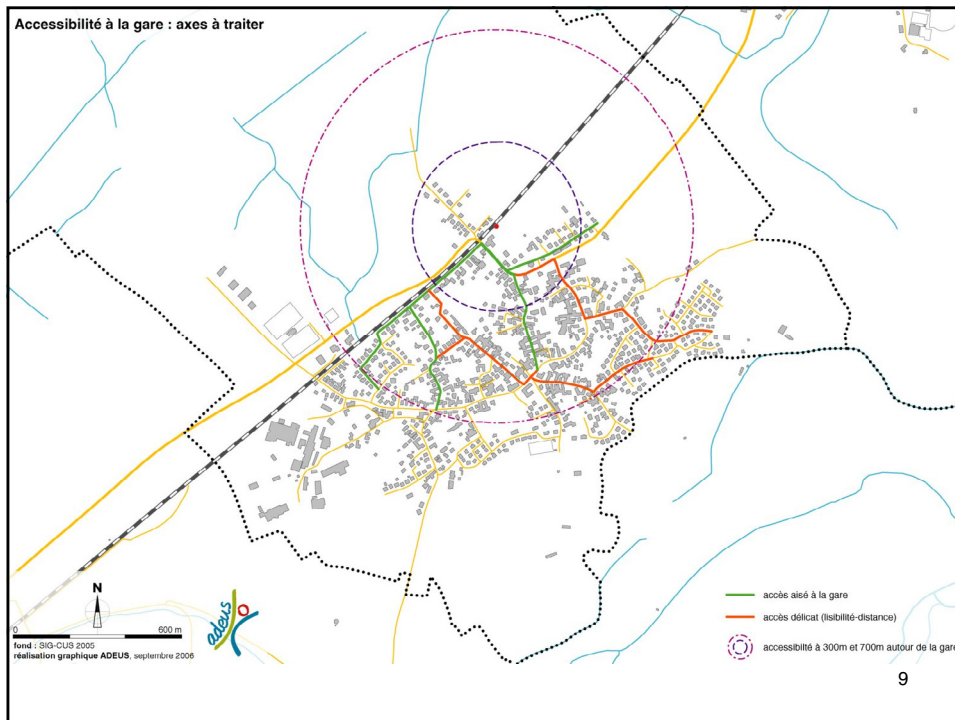 Accessibilité à la gare : axes à traiter
N
0 600 m
adeus
fond : SIG-CUS 2005
réalisation graphique ADEUS, septembre 2006
accès aisé à la gare
accès délicat (lisibilité-distance)
accessibilté à 300m et 700m autour de la gare
9